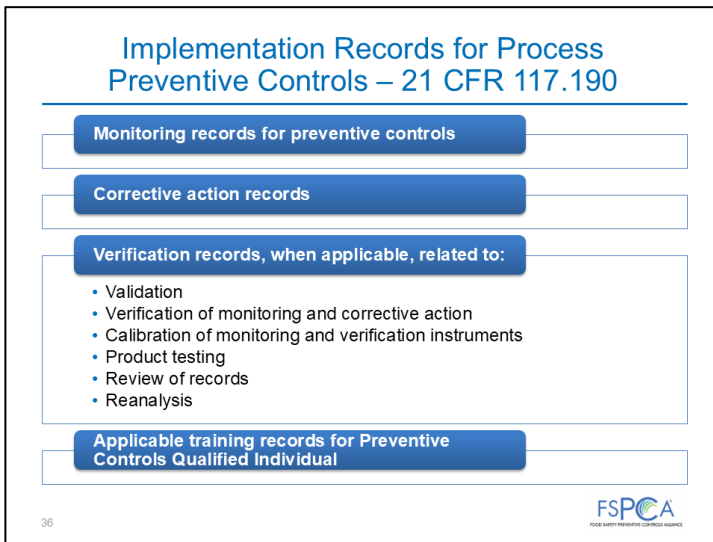 Implementation Records for Process
Preventive Controls – 21 CFR 117.190
Monitoring records for preventive controls
Corrective action records
Verification records, when applicable, related to:
• Validation
• Verification of monitoring and corrective action
• Calibration of monitoring and verification instruments
• Product testing
• Review of records
• Reanalysis
Applicable training records for Preventive
Controls Qualified Individual
36
FSPCA
FOOD SAFETY PREVENTIVE CONTROLS ALLIANCE